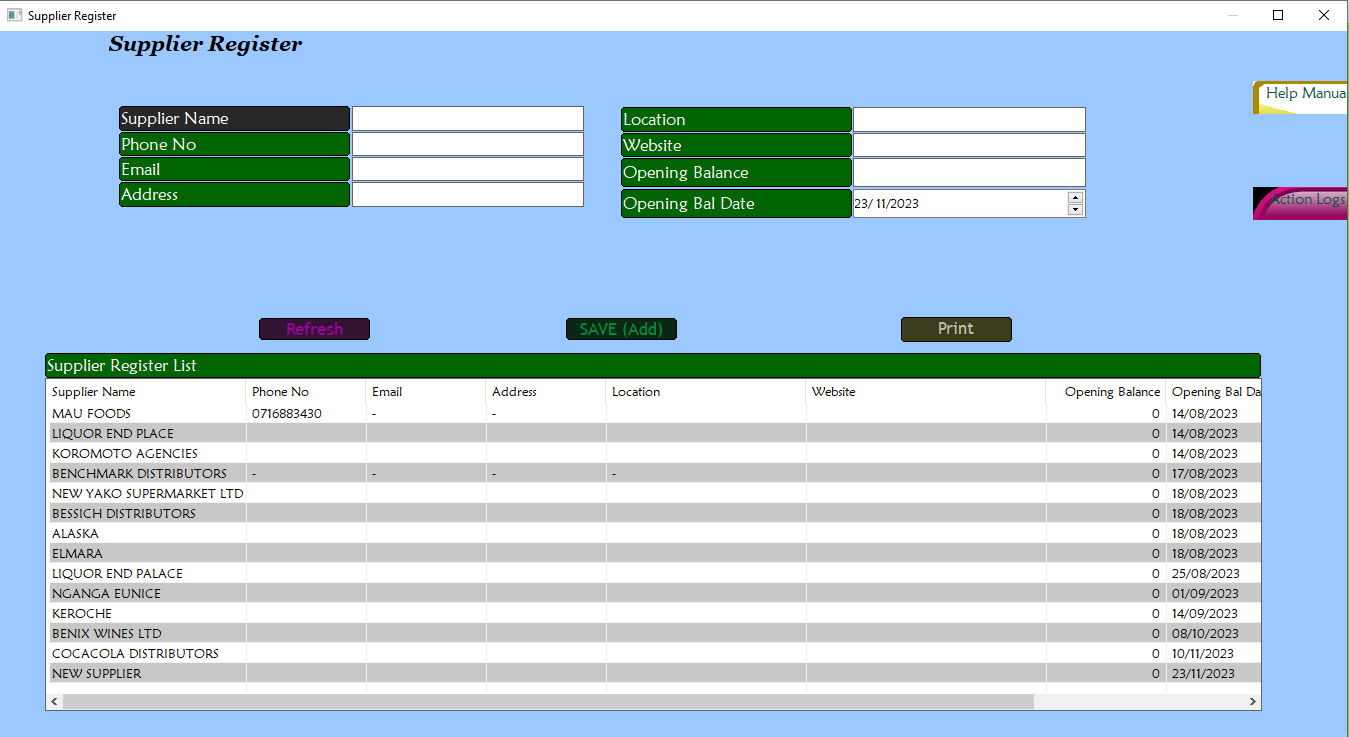 Supplier Register
Supplier Register
Help Manua
Supplier Name
Location
Phone No
Website
Email
Opening Balance
Address
Opening Bal Date 23/ 11/2023
Action Logs
Refresh SAVE (Add) Print
Supplier Register List
Supplier Name Phone No Email Address Location Website Opening Balance Opening Bal Da
MAU FOODS 0716883430 - - 0 14/08/2023
LIQUOR END PLACE 0 14/08/2023
KOROMOTO AGENCIES 0 14/08/2023
BENCHMARK DISTRIBUTORS - - - - 0 17/08/2023
NEW YAKO SUPERMARKET LTD 0 18/08/2023
BESSICH DISTRIBUTORS 0 18/08/2023
ALASKA 0 18/08/2023
ELMARA 0 18/08/2023
LIQUOR END PALACE 0 25/08/2023
NGANGA EUNICE 0 01/09/2023
KEROCHE 0 14/09/2023
BENIX WINES LTD 0 08/10/2023
COCACOLA DISTRIBUTORS 0 10/11/2023
NEW SUPPLIER 0 23/11/2023